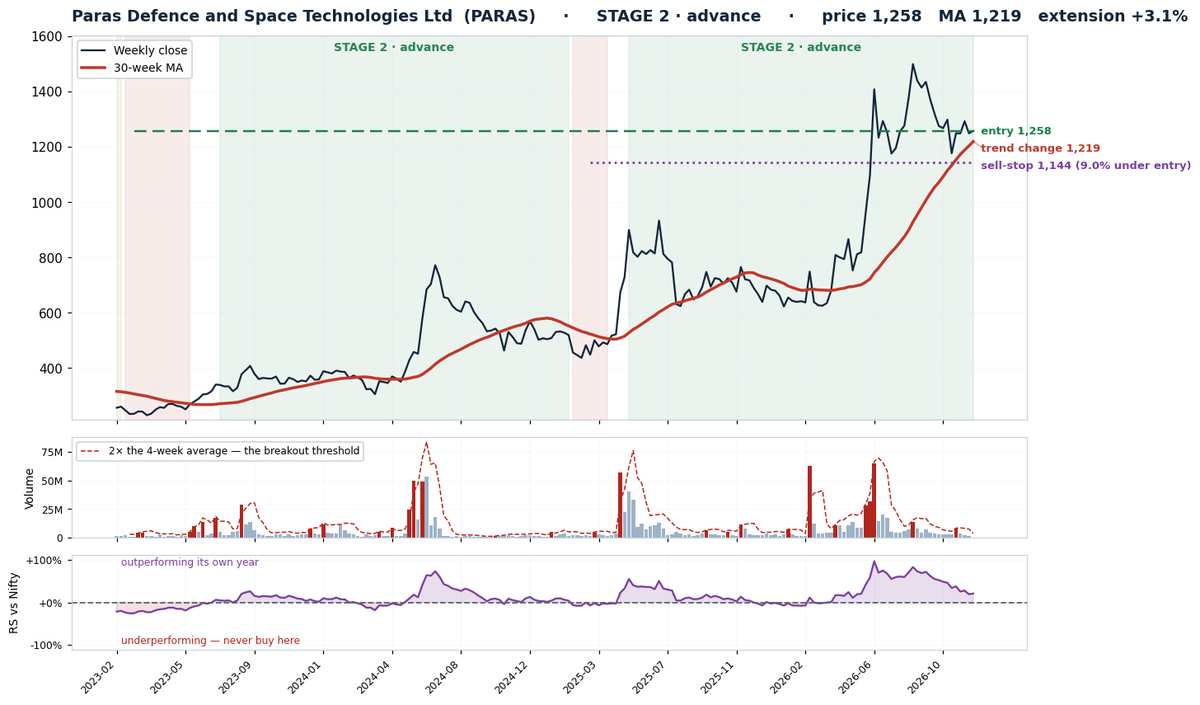 Paras Defence and Space Technologies Ltd (PARAS) · STAGE 2 · advance · price 1,258 MA 1,219 extension +3.1%
Weekly close
30-week MA
STAGE 2 · advance
STAGE 2 · advance
1600
1400
1200
1000
800
600
400
entry 1,258
trend change 1,219
sell-stop 1,144 (9.0% under entry)
2× the 4-week average — the breakout threshold
Volume
75M
50M
25M
0
outperforming its own year
RS vs Nifty
+100%
+0%
-100%
underperforming — never buy here
2023-02
2023-05
2023-09
2024-01
2024-04
2024-08
2024-12
2025-03
2025-07
2025-11
2026-02
2026-06
2026-10